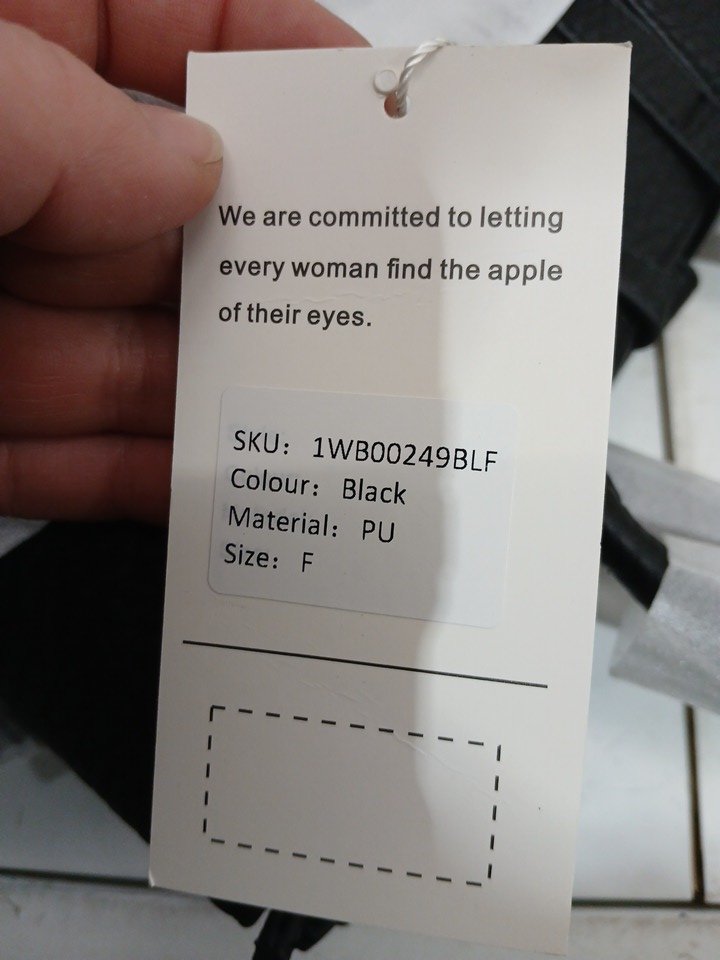 We are committed to letting
every woman find the apple
of their eyes.
SKU： 1WB00249BLF
Colour： Black
Material： PU
Size： F